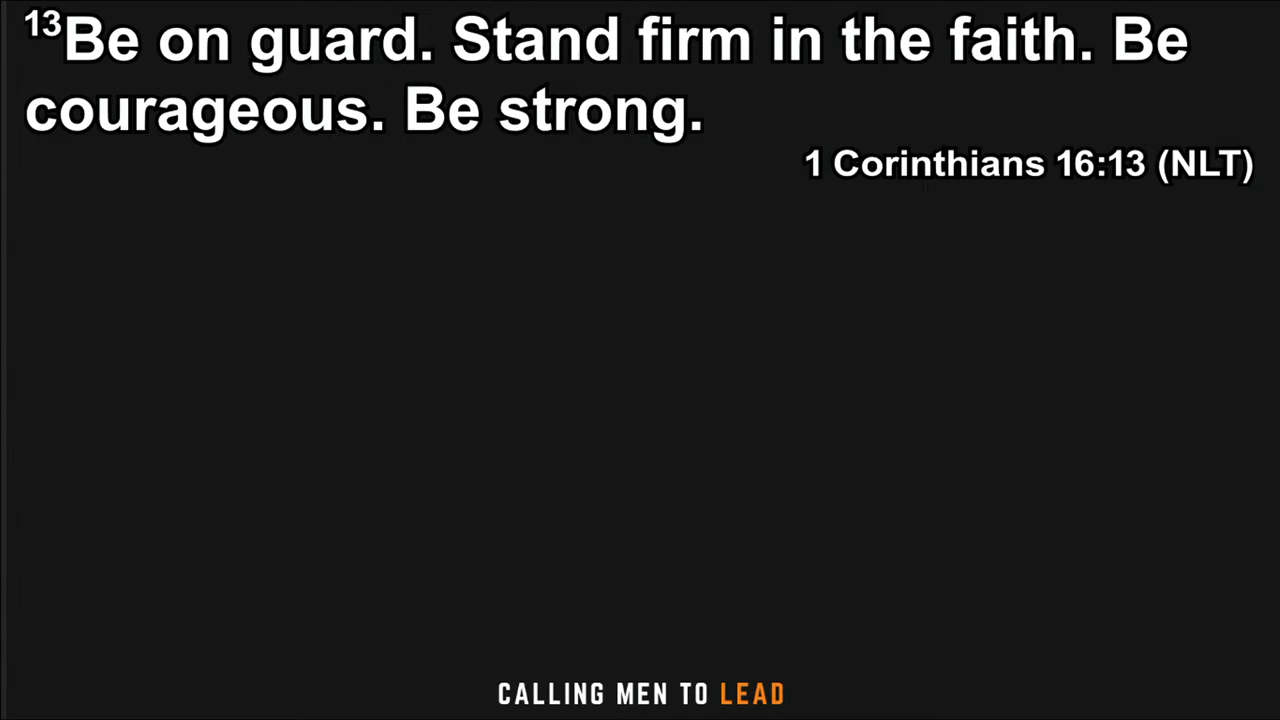 ¹³Be on guard. Stand firm in the faith. Be
courageous. Be strong.
1 Corinthians 16:13 (NLT)
CALLING MEN TO LEAD